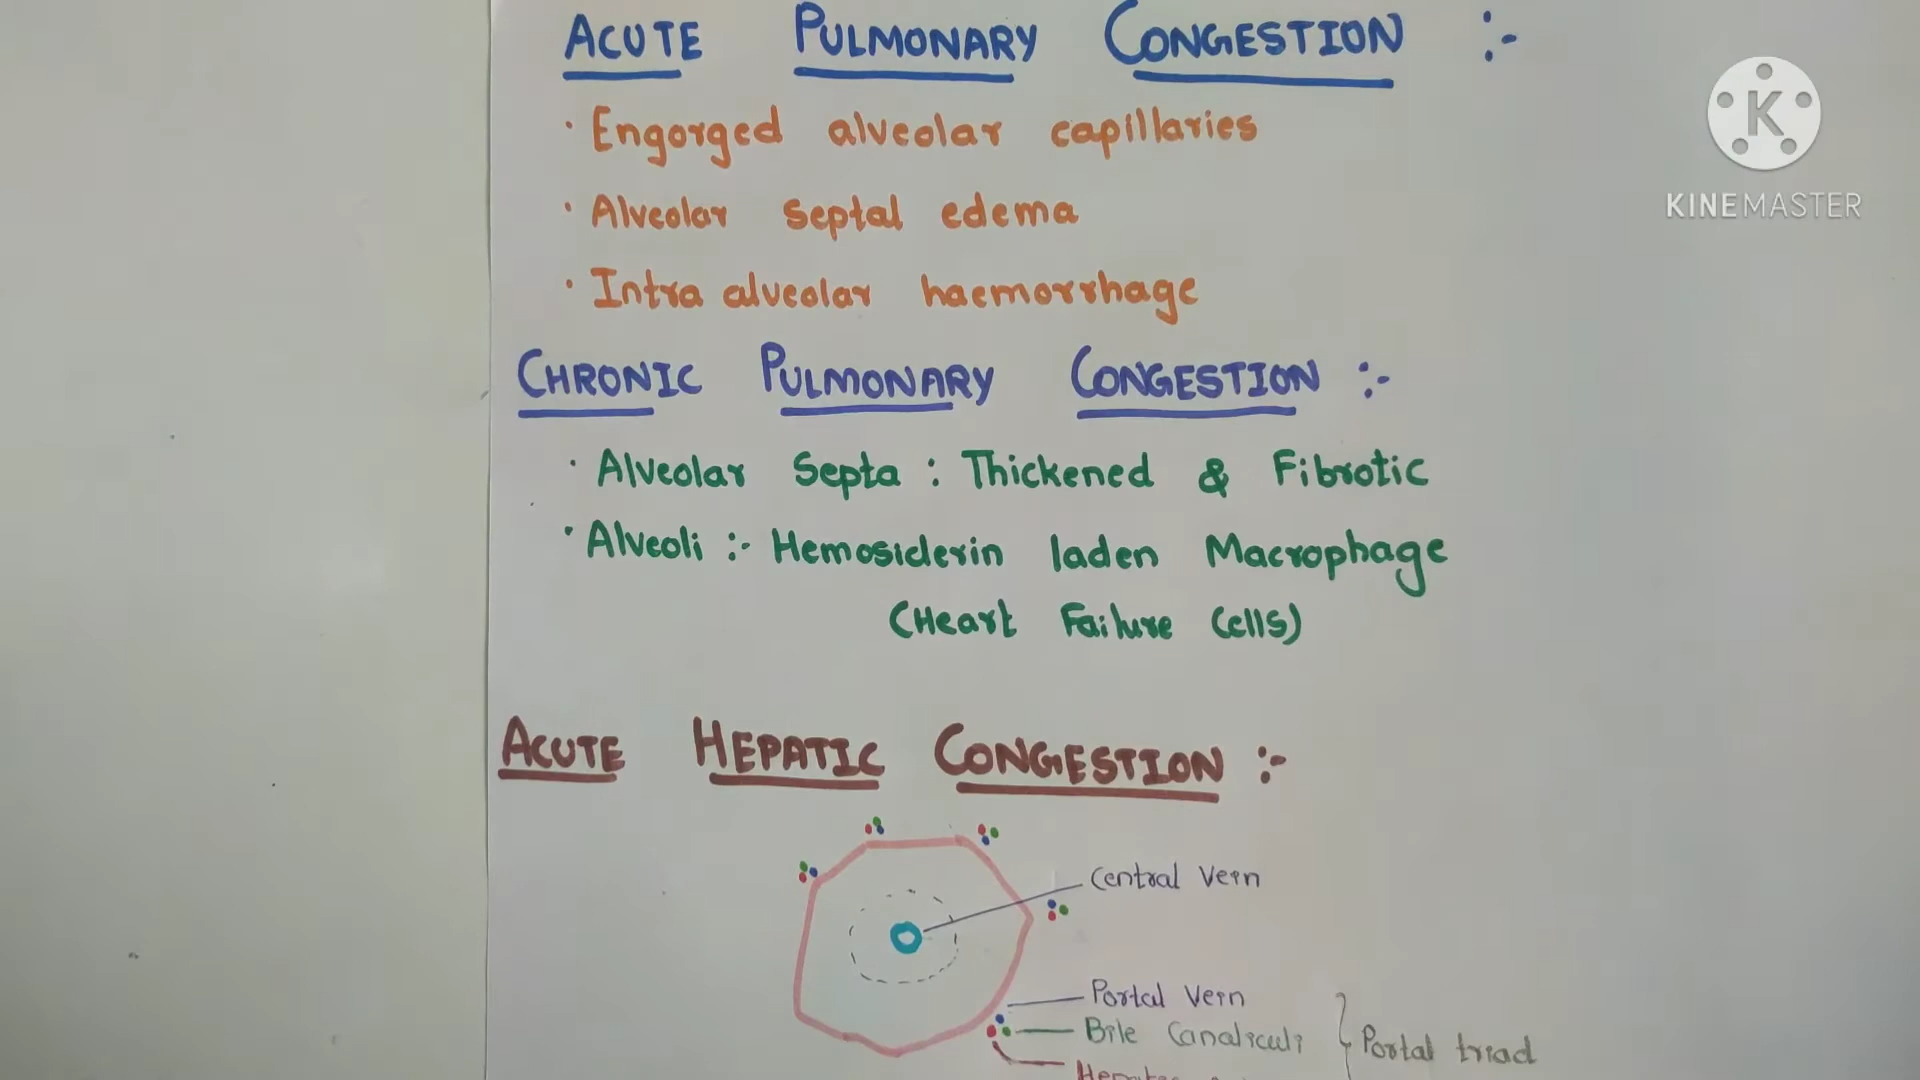 ACUTE PULMONARY CONGESTION :-
K
KINEMASTER
· Engorged alveolar capillaries
· Alveolar septal edema
· Intra alveolar haemorrhage
CHRONIC PULMONARY CONGESTION :-
· Alveolar Septa : Thickened & Fibrotic
· Alveoli :- Hemosiderin laden Macrophage
(Heart Failure Cells)
ACUTE HEPATIC CONGESTION :-
Central Vein
Portal Vein
Bile Canaliculi
Portal triad